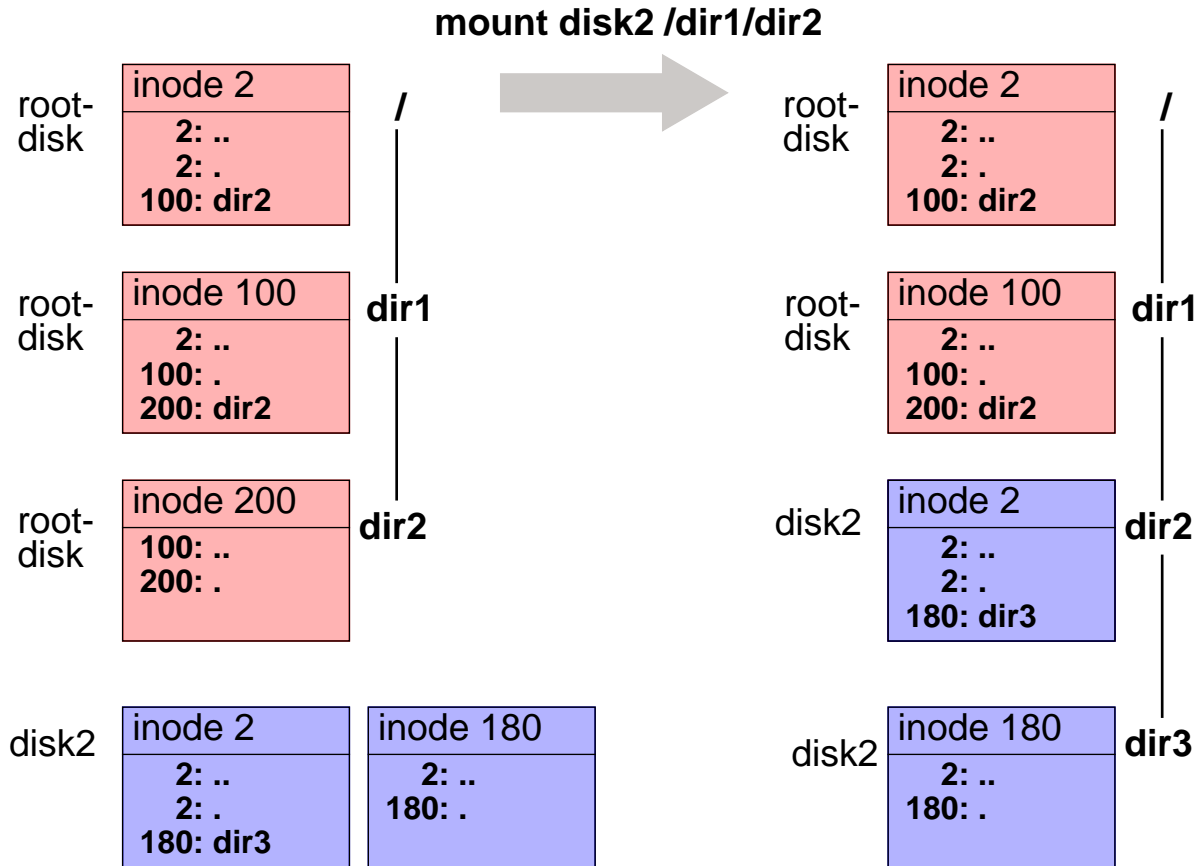 mount disk2 /dir1/dir2
root-
disk
inode 2
2: ..
2: .
100: dir2
/
root-
disk
inode 100
2: ..
100: .
200: dir2
dir1
root-
disk
inode 200
100: ..
200: .
dir2
disk2
inode 2
2: ..
2: .
180: dir3
inode 180
2: ..
180: .
root-
disk
inode 2
2: ..
2: .
100: dir2
/
root-
disk
inode 100
2: ..
100: .
200: dir2
dir1
disk2
inode 2
2: ..
2: .
180: dir3
dir2
disk2
inode 180
2: ..
180: .
dir3